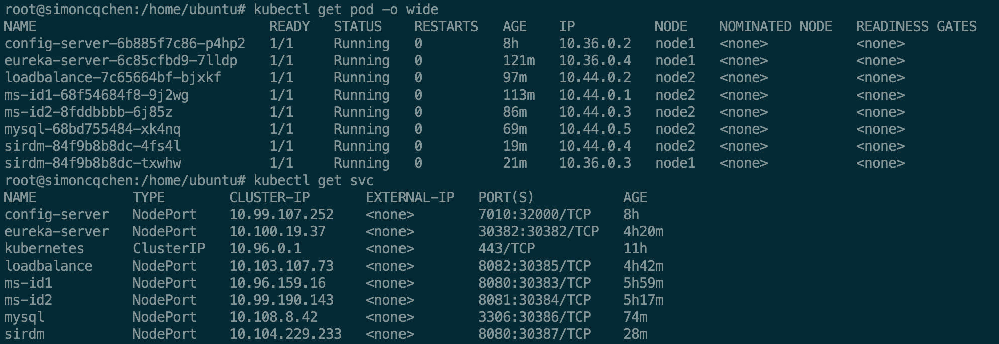 root@simoncqchen:/home/ubuntu# kubectl get pod -o wide
NAME READY STATUS RESTARTS AGE IP NODE NOMINATED NODE READINESS GATES
config-server-6b885f7c86-p4hp2 1/1 Running 0 8h 10.36.0.2 node1 <none> <none>
eureka-server-6c85cfbd9-7lldp 1/1 Running 0 121m 10.36.0.4 node1 <none> <none>
loadbalance-7c65664bf-bjxkf 1/1 Running 0 97m 10.44.0.2 node2 <none> <none>
ms-id1-68f54684f8-9j2wg 1/1 Running 0 113m 10.44.0.1 node2 <none> <none>
ms-id2-8fddbbbb-6j85z 1/1 Running 0 86m 10.44.0.3 node2 <none> <none>
mysql-68bd755484-xk4nq 1/1 Running 0 69m 10.44.0.5 node2 <none> <none>
sirdm-84f9b8b8dc-4fs4l 1/1 Running 0 19m 10.44.0.4 node2 <none> <none>
sirdm-84f9b8b8dc-txwhw 1/1 Running 0 21m 10.36.0.3 node1 <none> <none>
root@simoncqchen:/home/ubuntu# kubectl get svc
NAME TYPE CLUSTER-IP EXTERNAL-IP PORT(S) AGE
config-server NodePort 10.99.107.252 <none> 7010:32000/TCP 8h
eureka-server NodePort 10.100.19.37 <none> 30382:30382/TCP 4h20m
kubernetes ClusterIP 10.96.0.1 <none> 443/TCP 11h
loadbalance NodePort 10.103.107.73 <none> 8082:30385/TCP 4h42m
ms-id1 NodePort 10.96.159.16 <none> 8080:30383/TCP 5h59m
ms-id2 NodePort 10.99.190.143 <none> 8081:30384/TCP 5h17m
mysql NodePort 10.108.8.42 <none> 3306:30386/TCP 74m
sirdm NodePort 10.104.229.233 <none> 8080:30387/TCP 28m